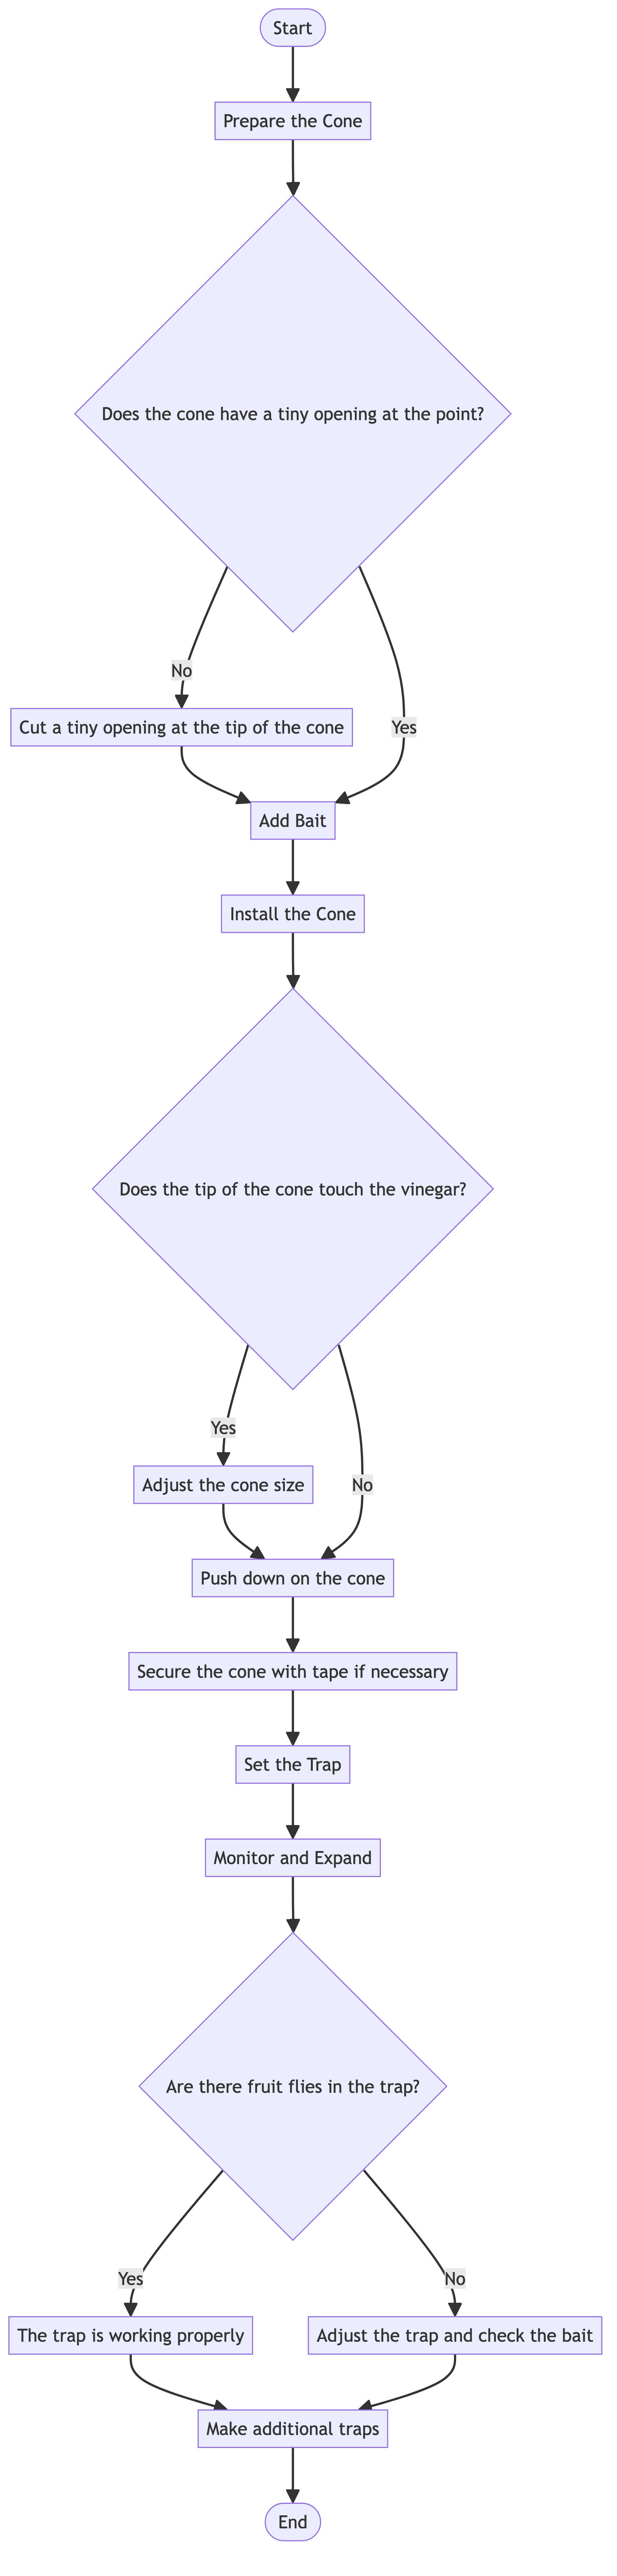 Start
Prepare the Cone
Does the cone have a tiny opening at the point?
No
Cut a tiny opening at the tip of the cone
Yes
Add Bait
Install the Cone
Does the tip of the cone touch the vinegar?
Yes
Adjust the cone size
No
Push down on the cone
Secure the cone with tape if necessary
Set the Trap
Monitor and Expand
Are there fruit flies in the trap?
Yes
No
The trap is working properly
Adjust the trap and check the bait
Make additional traps
End